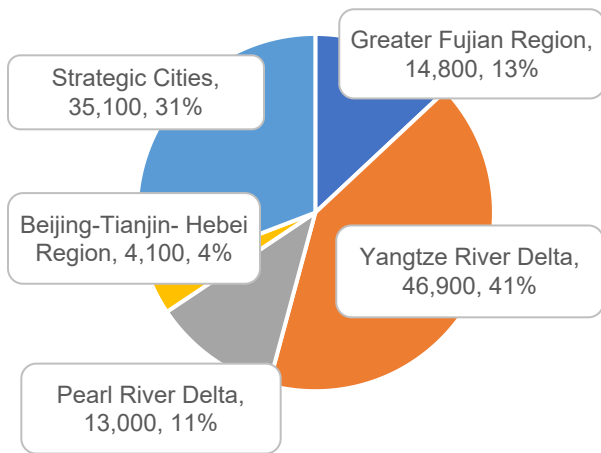 Greater Fujian Region,
14,800, 13%
Strategic Cities,
35,100, 31%
Beijing-Tianjin- Hebei
Region, 4,100, 4%
Yangtze River Delta,
46,900, 41%
Pearl River Delta,
13,000, 11%